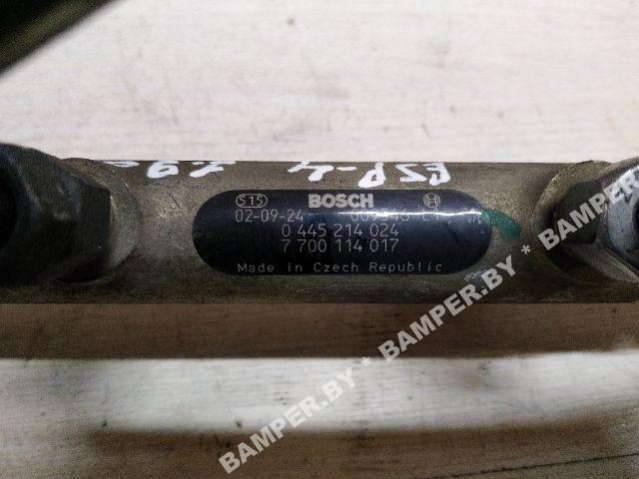 ESP-4
S15 BOSCH
02-09-24
0 445 214 024
7 700 114 017
Made in Czech Republic
BAMPER.BY * BAMPER.BY * BAMPER.BY